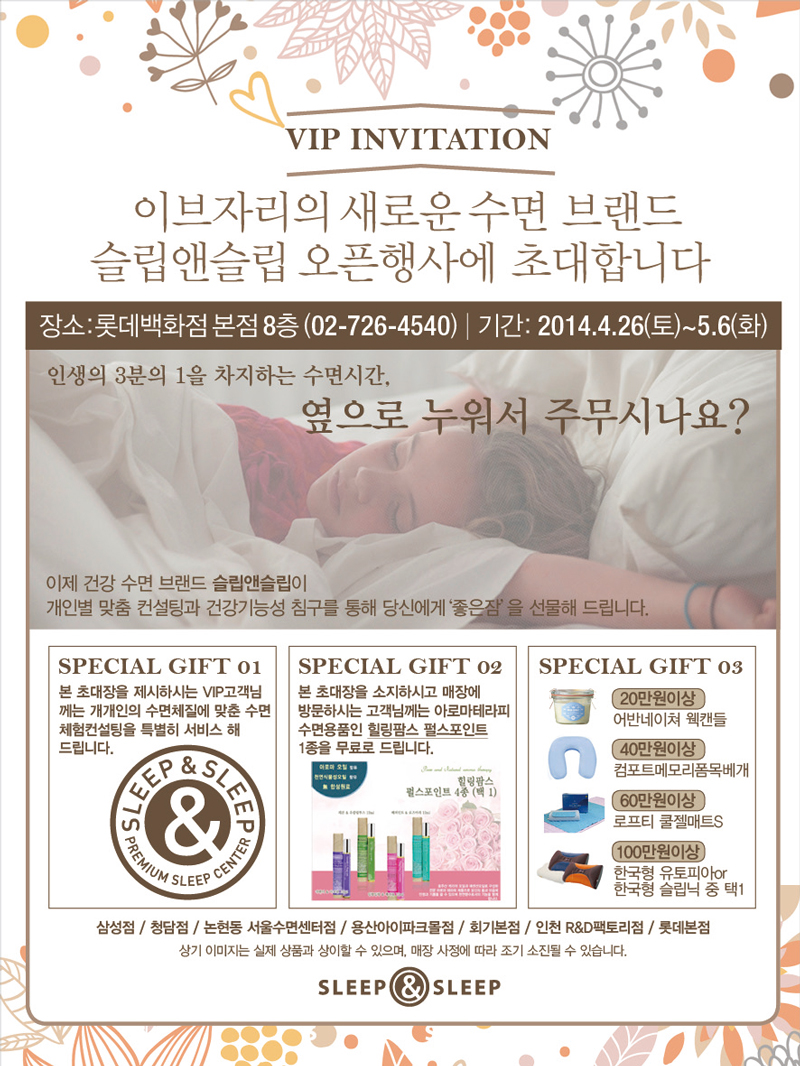 VIP INVITATION
이브자리의 새로운 수면 브랜드
슬립앤슬립 오픈행사에 초대합니다
장소:롯데백화점 본점 8층 (02-726-4540) | 기간: 2014.4.26(토)~5.6(화)
인생의 3분의 1을 차지하는 수면시간,
옆으로 누워서 주무시나요?
이제 건강 수면 브랜드 슬립앤슬립이
개인별 맞춤 컨설팅과 건강기능성 침구를 통해 당신에게 ‘좋은잠’ 을 선물해 드립니다.
SPECIAL GIFT 01
본 초대장을 제시하시는 VIP고객님
께는 개개인의 수면체질에 맞춘 수면
체험컨설팅을 특별히 서비스 해
드립니다.
SLEEP & SLEEP
&
PREMIUM SLEEP CENTER
SPECIAL GIFT 02
본 초대장을 소지하시고 매장에
방문하시는 고객님께는 아로마테라피
수면용품인 힐링팜스 펄스포인트
1종을 무료로 드립니다.
아로마 오일
천연식물성오일
힐링팜스
펄스포인트 4종 (택 1)
SPECIAL GIFT 03
20만원이상
어반네이쳐 웩캔들
40만원이상
컴포트메모리폼목베개
60만원이상
로프티 쿨젤매트S
100만원이상
한국형 유토피아or
한국형 슬립닉 중 택1
삼성점 / 청담점 / 논현동 서울수면센터점 / 용산아이파크몰점 / 회기본점 / 인천 R&D팩토리점 / 롯데본점
상기 이미지는 실제 상품과 상이할 수 있으며, 매장 사정에 따라 조기 소진될 수 있습니다.
SLEEP & SLEEP